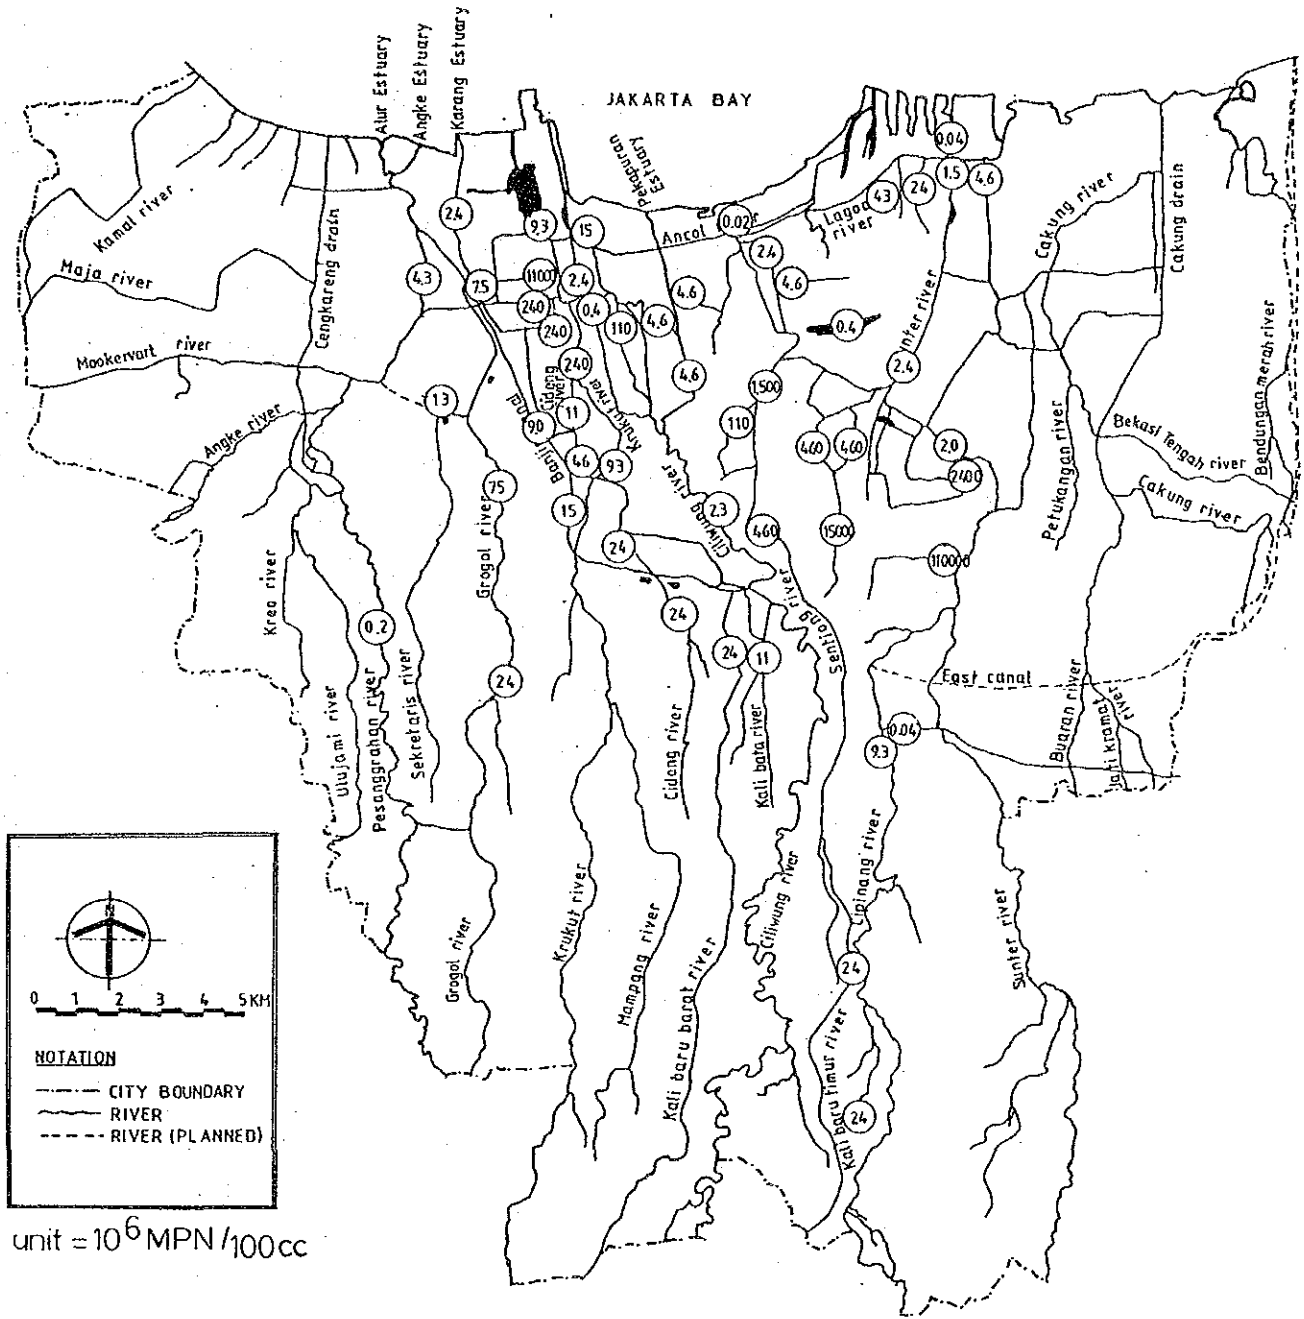 Alur Estuary
Angke Estuary
Karang Estuary
JAKARTA BAY
Pekapuran
Estuary
0.04
1.5
4.6
24
43
Lagoa
river
Cakung river
Cakung drain
Kamal river
2.4
9.3
15
Ancol
0.02
2.4
4.6
Maja river
Cengkareng drain
4.3
7.5
11000
2.4
4.6
240
0.4
110
4.6
240
0.4
Mookervart river
240
4.6
2.4
1500
Bendungan merah river
13
Cideng
river
Krukut river
11
90
110
460
460
2.0
Bekasi Tengah river
Angke river
Banjir
46
93
2400
Petukangan river
Cakung river
75
15
Ciliwung river
23
460
15000
Grogol river
24
110000
Krea river
0.2
24
24
11
Sentiong river
24
East canal
Ulujami river
Pesanggrahan river
Sekretaris river
Cideng river
Kali bata river
0.04
9.3
Buaran river
Jati kramat
river
Cipinang river
Ciliwung river
Krukut river
Mampang river
Grogol river
Kali baru barat river
24
Sunter river
Kali baru timur river
24
N
0 1 2 3 4 5 KM
NOTATION
CITY BOUNDARY
RIVER
RIVER (PLANNED)
unit = 10⁶ MPN/100cc